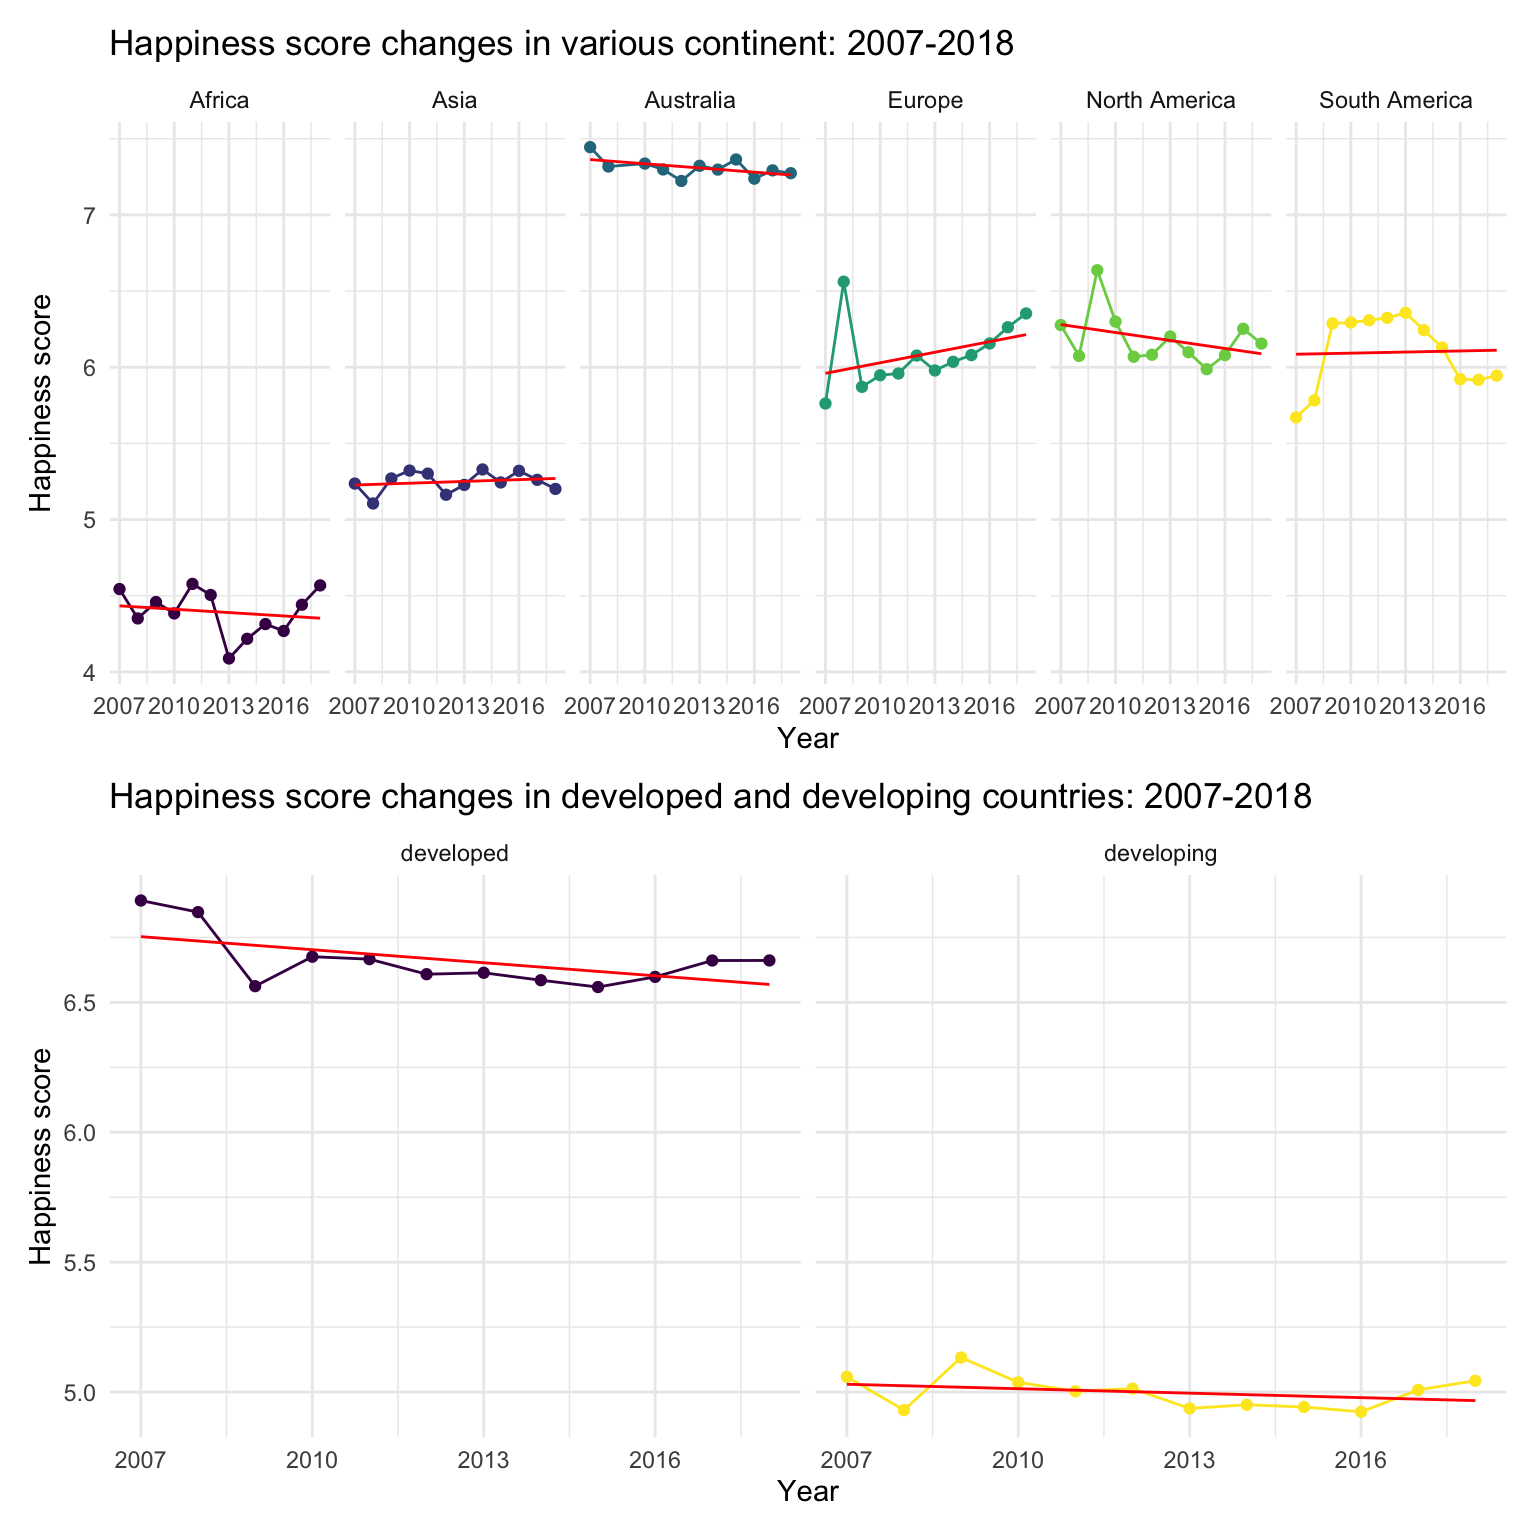 Happiness score changes in various continent: 2007-2018
Africa
Asia
Australia
Europe
North America
South America
Happiness score
7
6
5
4
2007 2010 2013 2016
2007 2010 2013 2016
2007 2010 2013 2016
2007 2010 2013 2016
2007 2010 2013 2016
2007 2010 2013 2016
Year
Happiness score changes in developed and developing countries: 2007-2018
developed
developing
Happiness score
6.5
6.0
5.5
5.0
2007 2010 2013 2016
2007 2010 2013 2016
Year